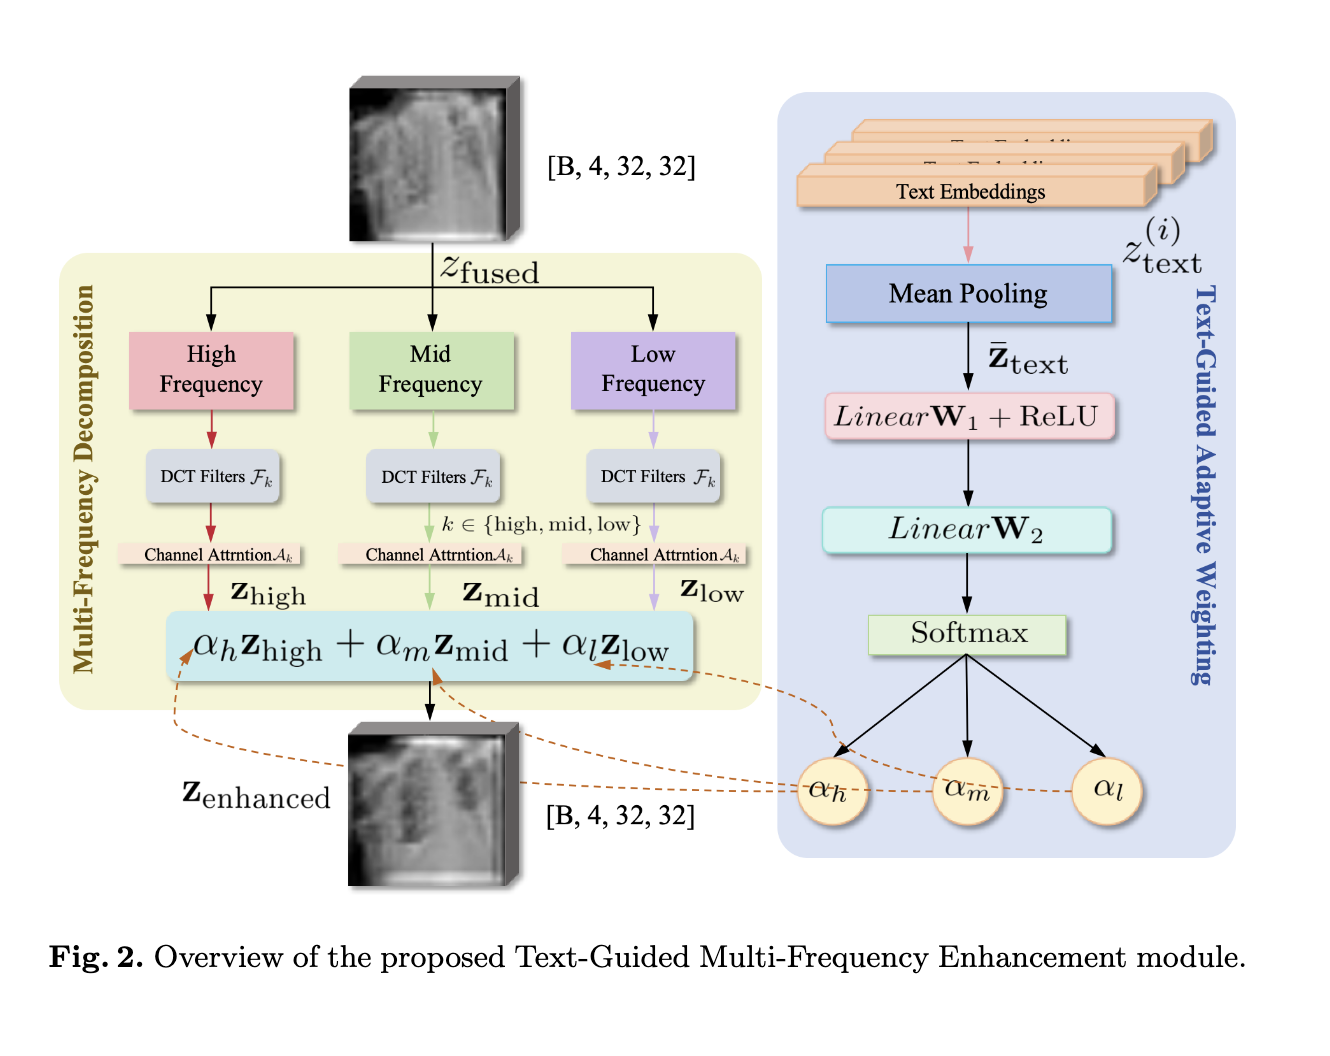 [B, 4, 32, 32]
z_fused
Multi-Frequency Decomposition
High
Frequency
Mid
Frequency
Low
Frequency
DCT Filters ℱ_k
DCT Filters ℱ_k
DCT Filters ℱ_k
k ∈ {high, mid, low}
Channel Attrntion 𝒜_k
Channel Attrntion 𝒜_k
Channel Attrntion 𝒜_k
z_high
z_mid
z_low
α_h z_high + α_m z_mid + α_l z_low
z_enhanced
[B, 4, 32, 32]
Text Embeddings
z_text^(i)
Mean Pooling
z̄_text
Linear W_1 + ReLU
Linear W_2
Softmax
α_h
α_m
α_l
Text-Guided Adaptive Weighting
Fig. 2. Overview of the proposed Text-Guided Multi-Frequency Enhancement module.